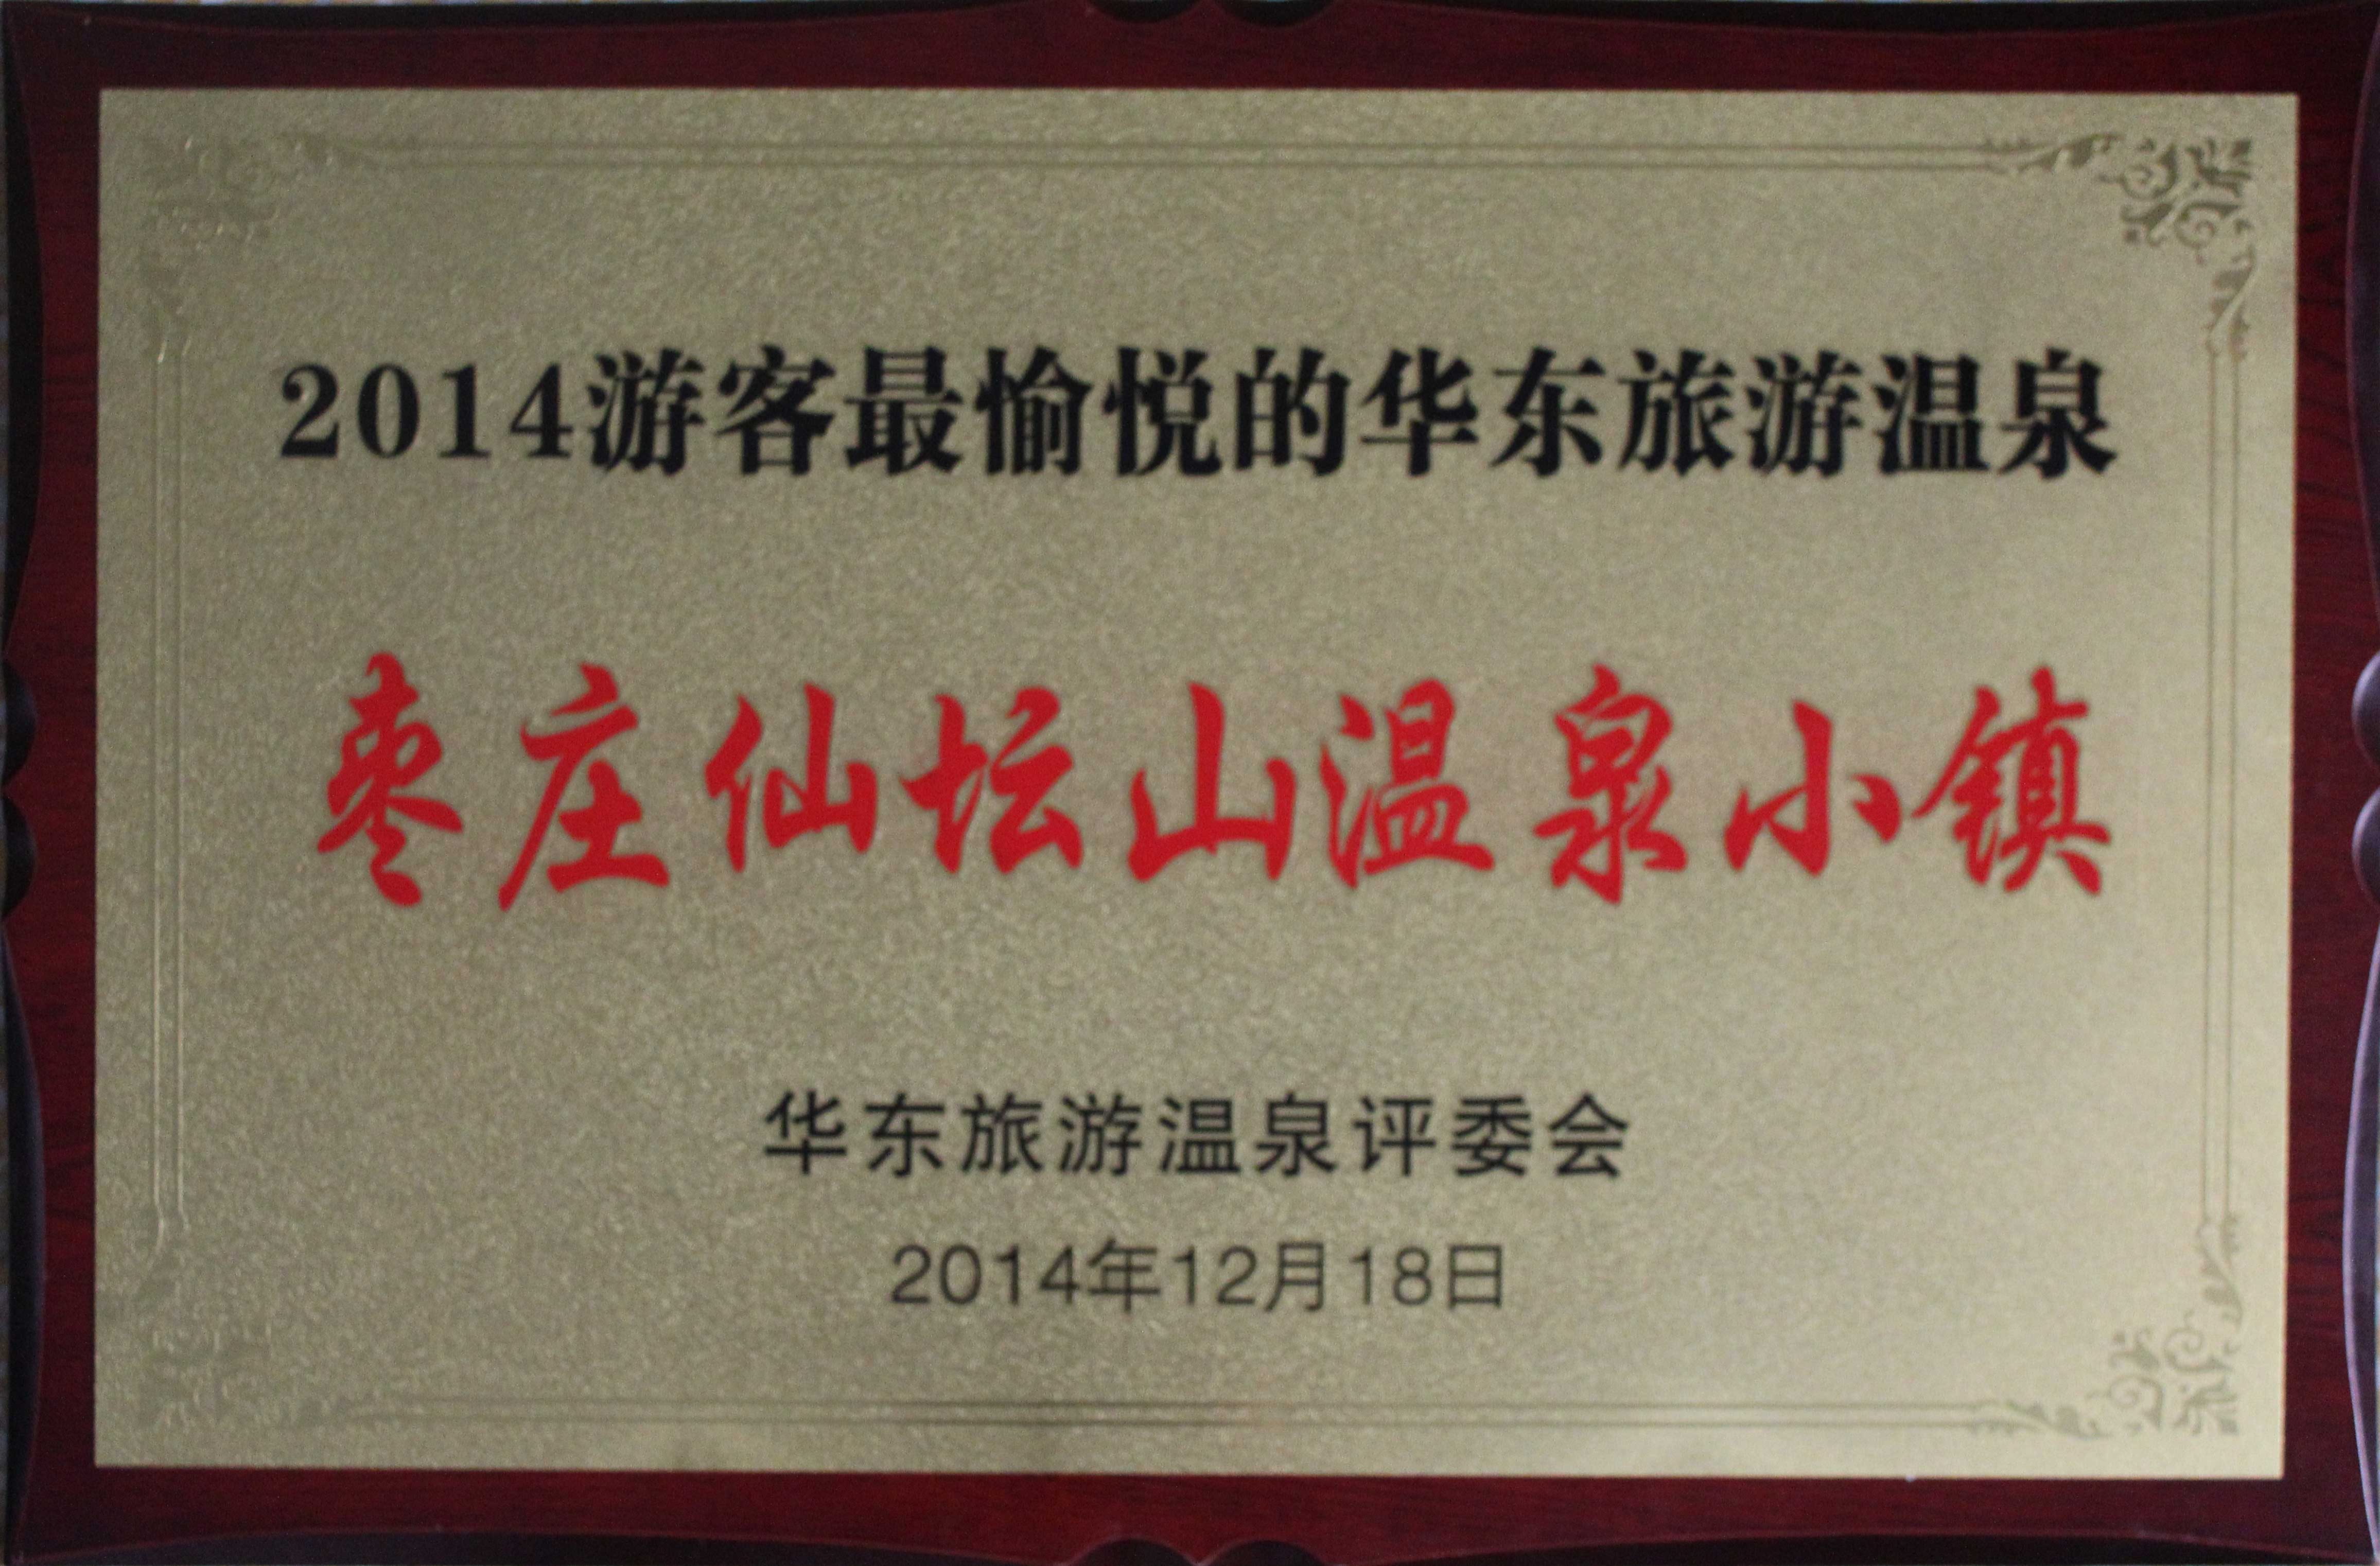 2014游客最愉悦的华东旅游温泉
枣庄仙坛山温泉小镇
华东旅游温泉评委会
2014年12月18日